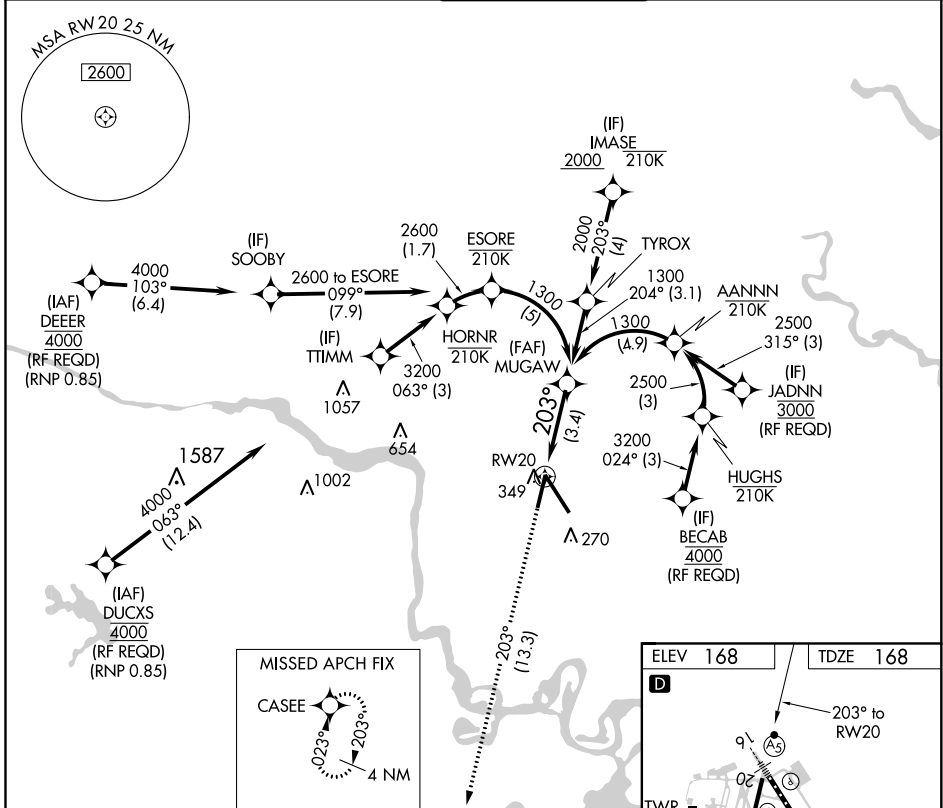 MSA RW20 25 NM
2600
(IF)
IMASE
2000 210K
2000
203°
(4)
TYROX
1300
204° (3.1)
(IF)
SOOBY
2600
(1.7)
ESORE
210K
4000
103°
(6.4)
2600 to ESORE
099°
(7.9)
1300
(5)
AANNN
210K
1300
(4.9)
2500
315° (3)
(IAF)
DEEER
4000
(RF REQD)
(RNP 0.85)
(IF)
TTIMM
HORNR
210K
(FAF)
MUGAW
3200
063° (3)
2500
(3)
(IF)
JADNN
3000
(RF REQD)
1057
654
203°
(3.4)
3200
024° (3)
HUGHS
210K
1587
1002
RW20
349
270
4000
063°
(12.4)
(IF)
BECAB
4000
(RF REQD)
(IAF)
DUCXS
4000
(RF REQD)
(RNP 0.85)
203°
(13.3)
MISSED APCH FIX
CASEE
023°
203°
4 NM
ELEV 168
TDZE 168
D
203° to
RW20
16
A5
20
TWR